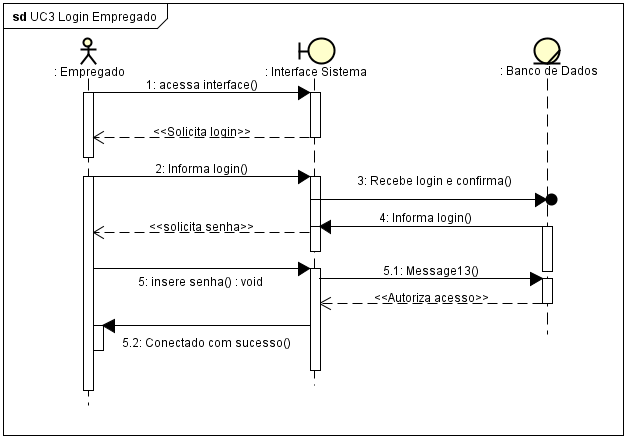 sd UC3 Login Empregado
: Empregado
: Interface Sistema
: Banco de Dados
1: acessa interface()
<<Solicita login>>
2: Informa login()
3: Recebe login e confirma()
4: Informa login()
<<solicita senha>>
5: insere senha() : void
5.1: Message13()
<<Autoriza acesso>>
5.2: Conectado com sucesso()